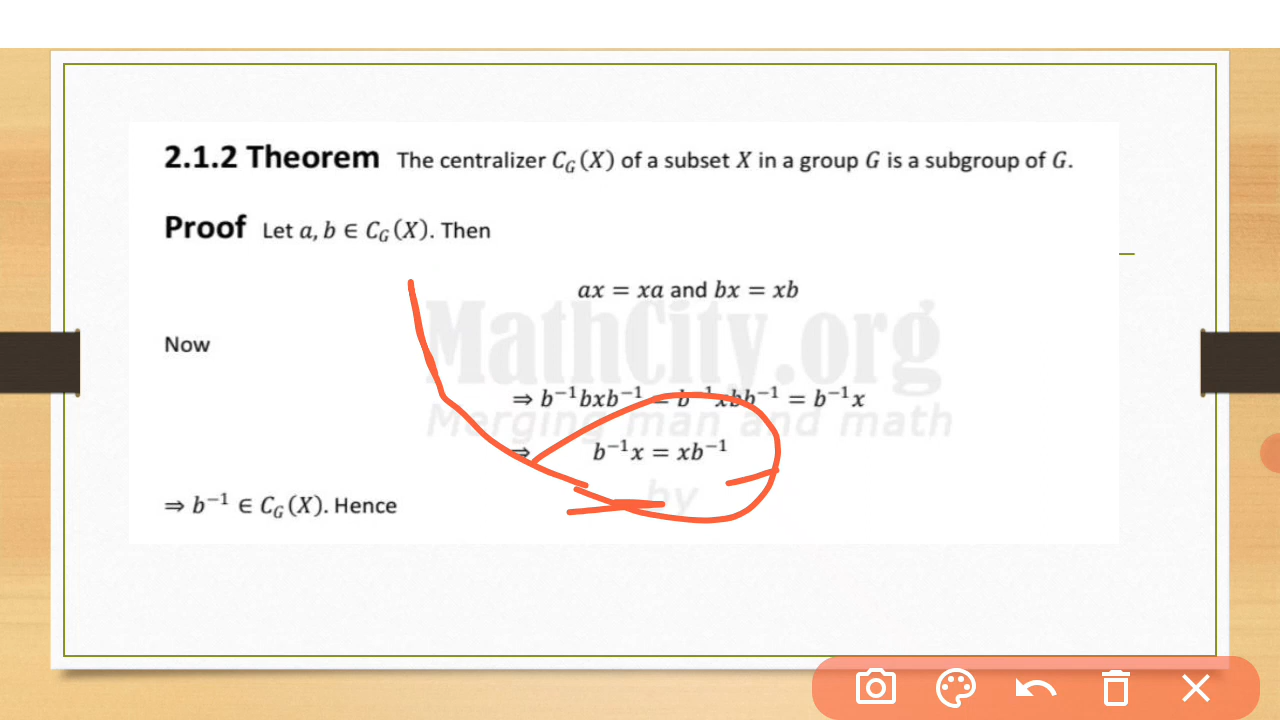 2.1.2 Theorem The centralizer C_G(X) of a subset X in a group G is a subgroup of G.
Proof Let a, b ∈ C_G(X). Then
ax = xa and bx = xb
Now
⇒ b⁻¹bxb⁻¹ = b⁻¹xbb⁻¹ = b⁻¹x
⇒ b⁻¹x = xb⁻¹
⇒ b⁻¹ ∈ C_G(X). Hence
MathCity.org
Merging man and math
by